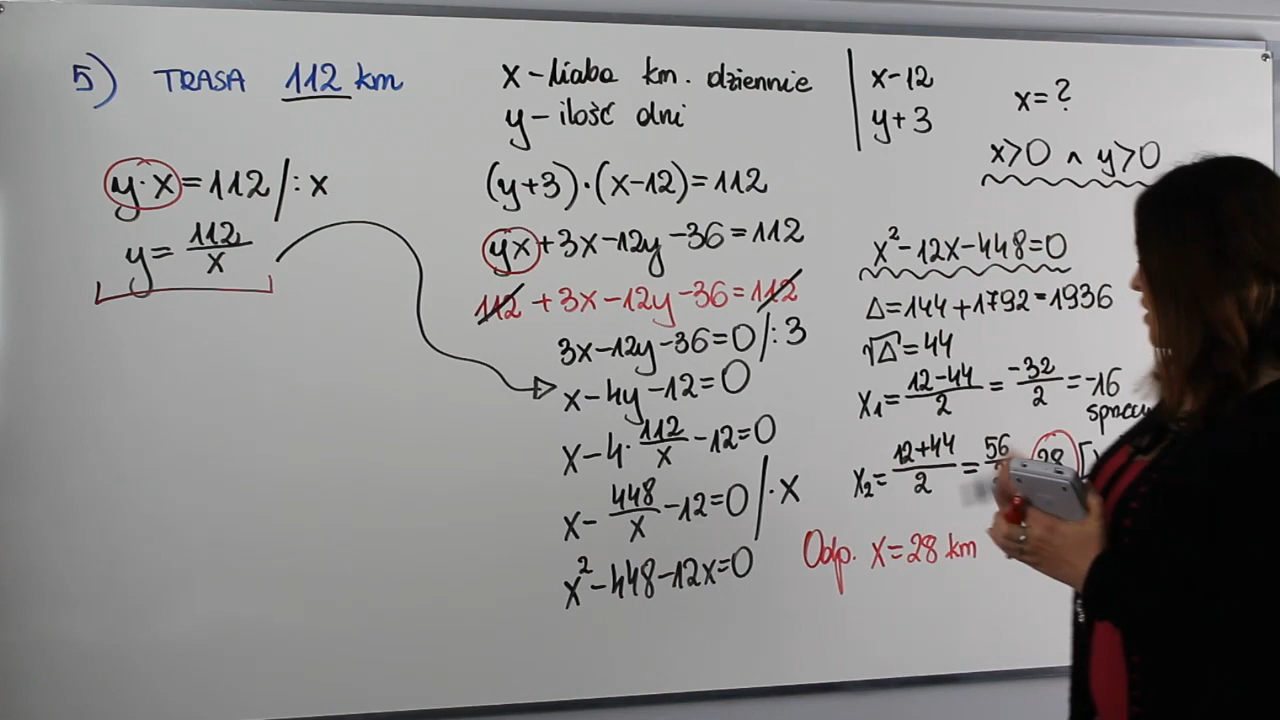 5) TRASA 112 km
y·x=112/:x
y=112/x
x-liczba km. dziennie
y-ilość dni
x-12
y+3
x=?
x>0 ∧ y>0
(y+3)·(x-12)=112
yx+3x-12y-36=112
112+3x-12y-36=112
3x-12y-36=0/:3
x-4y-12=0
x-4·112/x-12=0
x-448/x-12=0/·x
x²-448-12x=0
x²-12x-448=0
Δ=144+1792=1936
√Δ=44
x₁=12-44/2=-32/2=-16
x₂=12+44/2=56 28
Odp. x=28 km